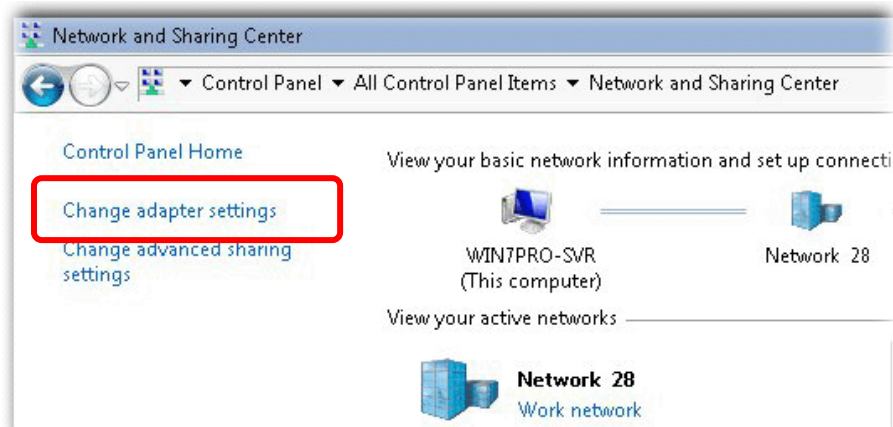 Network and Sharing Center
Control Panel ▾ All Control Panel Items ▾ Network and Sharing Center
Control Panel Home
Change adapter settings
Change advanced sharing
settings
View your basic network information and set up connecti
WIN7PRO-SVR
(This computer)
Network 28
View your active networks
Network 28
Work network